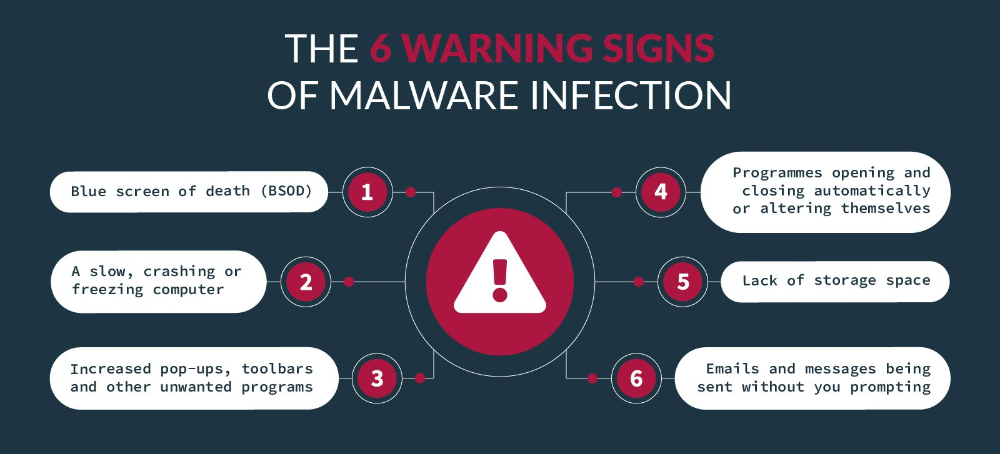 THE 6 WARNING SIGNS
OF MALWARE INFECTION
Blue screen of death (BSOD)
1
A slow, crashing or
freezing computer
2
Increased pop-ups, toolbars
and other unwanted programs
3
4
Programmes opening and
closing automatically
or altering themselves
5
Lack of storage space
6
Emails and messages being
sent without you prompting